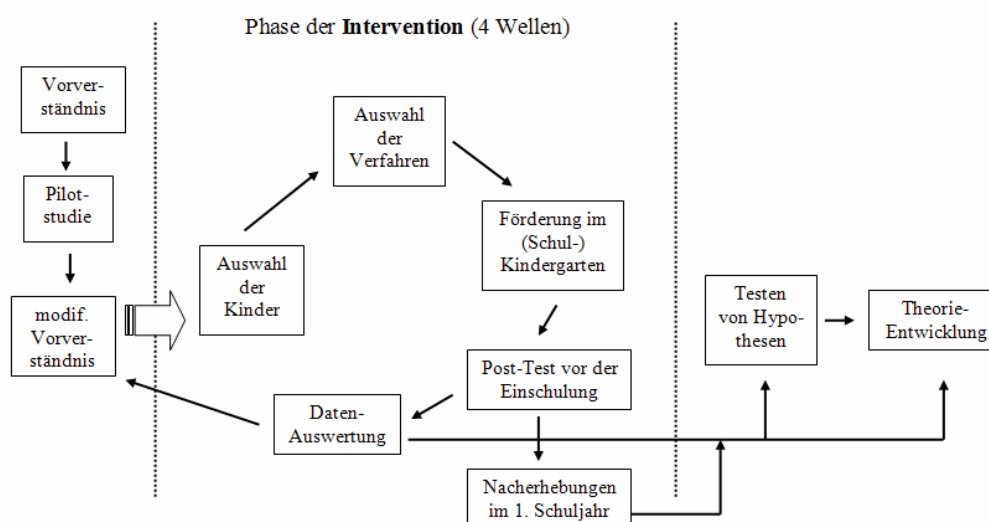 Phase der Intervention (4 Wellen)
Vorver-
ständnis
Pilot-
studie
modif.
Vorver-
ständnis
Auswahl
der
Kinder
Auswahl
der
Verfahren
Förderung im
(Schul-)
Kindergarten
Post-Test vor der
Einschulung
Daten-
Auswertung
Nacherhebungen
im 1. Schuljahr
Testen
von Hypo-
thesen
Theorie-
Entwicklung